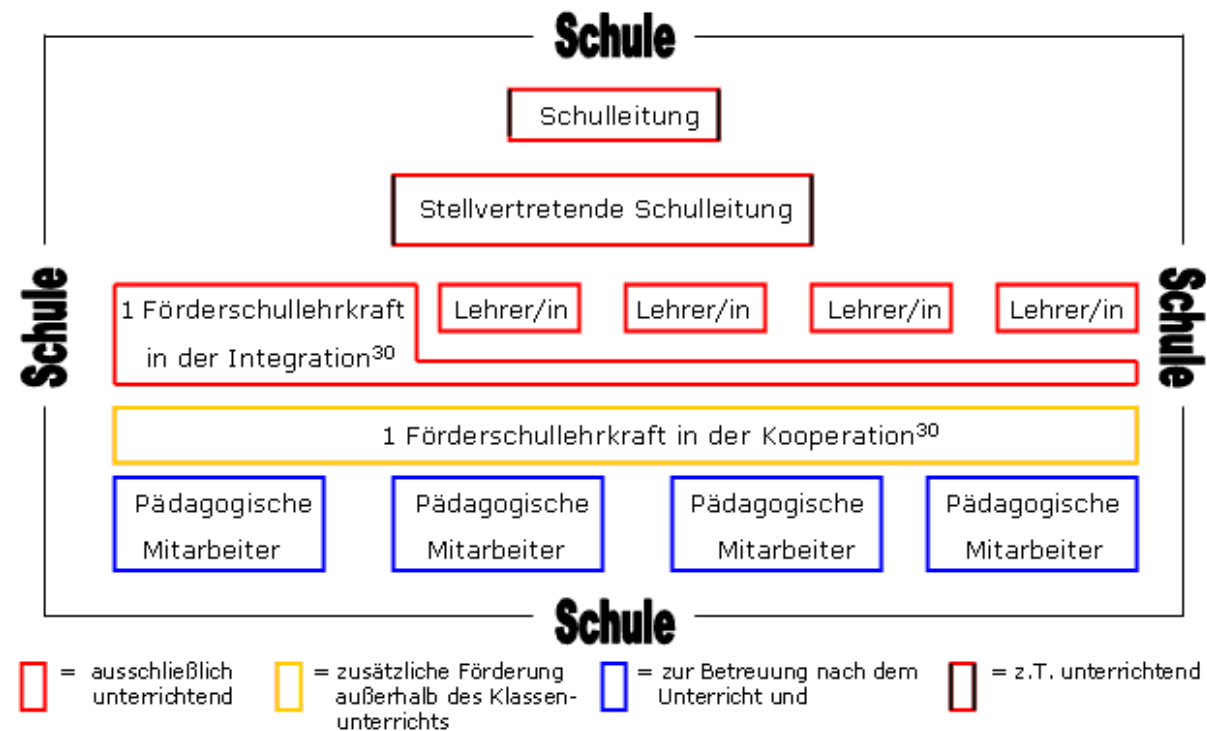 Schule
Schulleitung
Stellvertretende Schulleitung
Schule
Schule
1 Förderschullehrkraft
in der Integration³⁰
Lehrer/in
Lehrer/in
Lehrer/in
Lehrer/in
1 Förderschullehrkraft in der Kooperation³⁰
Pädagogische
Mitarbeiter
Pädagogische
Mitarbeiter
Pädagogische
Mitarbeiter
Pädagogische
Mitarbeiter
Schule
= ausschließlich
unterrichtend
= zusätzliche Förderung
außerhalb des Klassen-
unterrichts
= zur Betreuung nach dem
Unterricht und
= z.T. unterrichtend